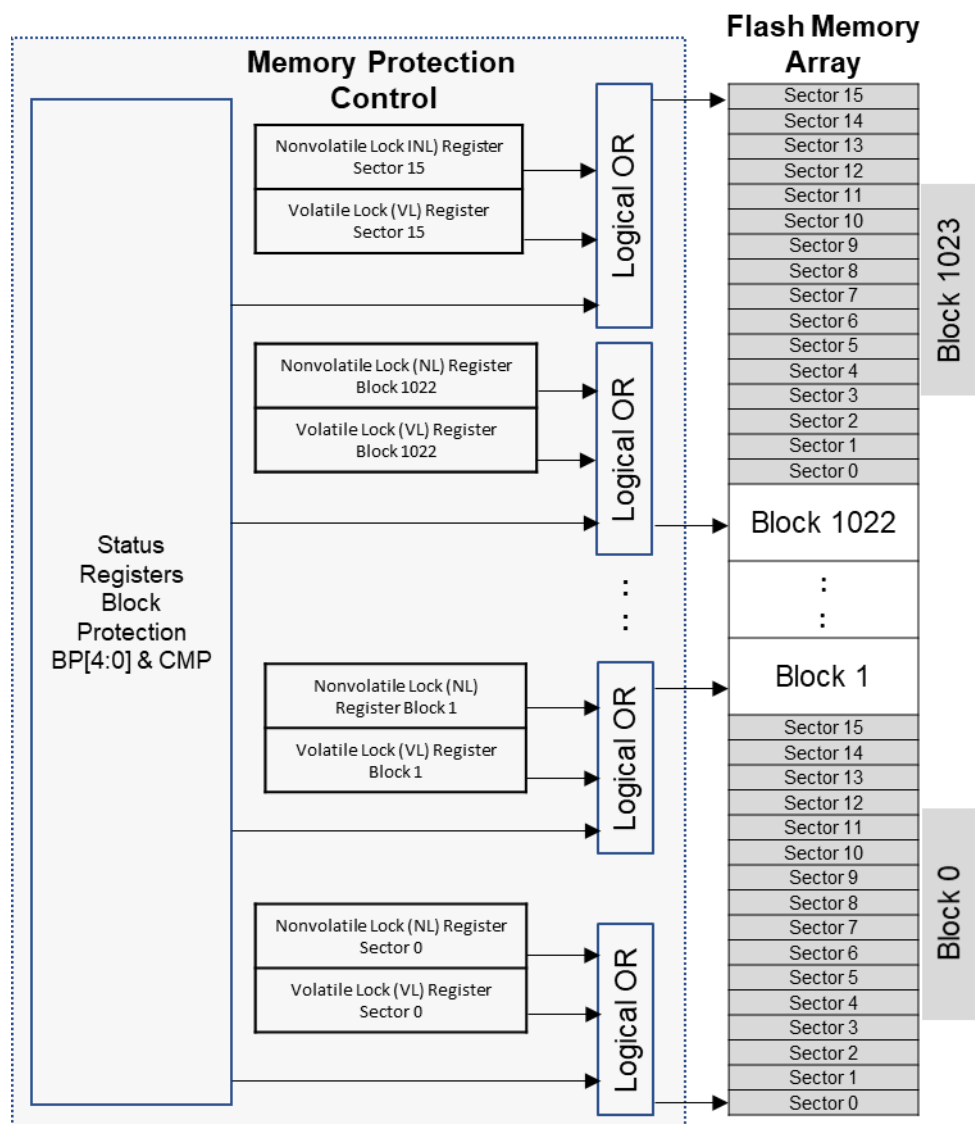 Memory Protection
Control
Flash Memory
Array
Status
Registers
Block
Protection
BP[4:0] & CMP
Nonvolatile Lock INL) Register
Sector 15
Volatile Lock (VL) Register
Sector 15
Logical OR
Nonvolatile Lock (NL) Register
Block 1022
Volatile Lock (VL) Register
Block 1022
Logical OR
Nonvolatile Lock (NL)
Register Block 1
Volatile Lock (VL) Register
Block 1
Logical OR
Nonvolatile Lock (NL) Register
Sector 0
Volatile Lock (VL) Register
Sector 0
Logical OR
Sector 15
Sector 14
Sector 13
Sector 12
Sector 11
Sector 10
Sector 9
Sector 8
Sector 7
Sector 6
Sector 5
Sector 4
Sector 3
Sector 2
Sector 1
Sector 0
Block 1023
Block 1022
Block 1
Sector 15
Sector 14
Sector 13
Sector 12
Sector 11
Sector 10
Sector 9
Sector 8
Sector 7
Sector 6
Sector 5
Sector 4
Sector 3
Sector 2
Sector 1
Sector 0
Block 0